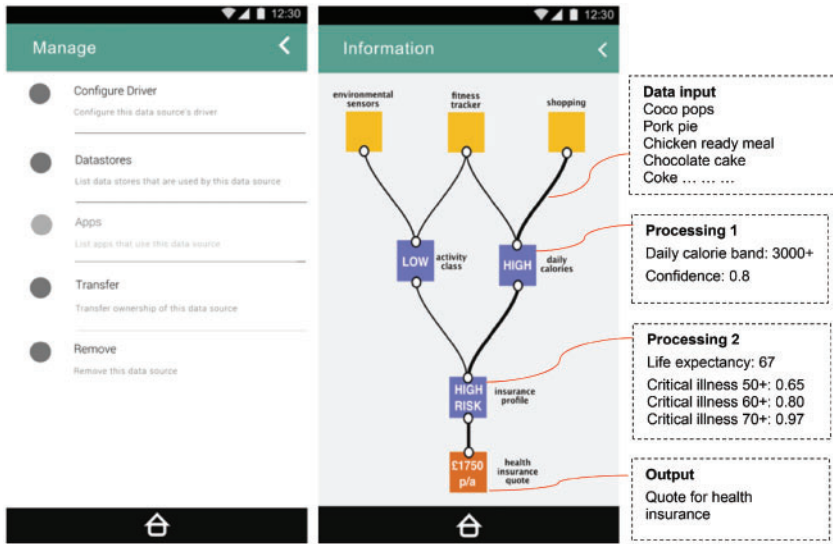 12:30
Manage
Configure Driver
Configure this data source's driver
Datastores
List data stores that are used by this data source
Apps
List apps that use this data source
Transfer
Transfer ownership of this data source
Remove
Remove this data source
12:30
Information
environmental
sensors
fitness
tracker
shopping
LOW
activity
class
HIGH
daily
calories
HIGH
RISK
insurance
profile
£1750
p/a
health
insurance
quote
Data input
Coco pops
Pork pie
Chicken ready meal
Chocolate cake
Coke ... ... ...
Processing 1
Daily calorie band: 3000+
Confidence: 0.8
Processing 2
Life expectancy: 67
Critical illness 50+: 0.65
Critical illness 60+: 0.80
Critical illness 70+: 0.97
Output
Quote for health
insurance